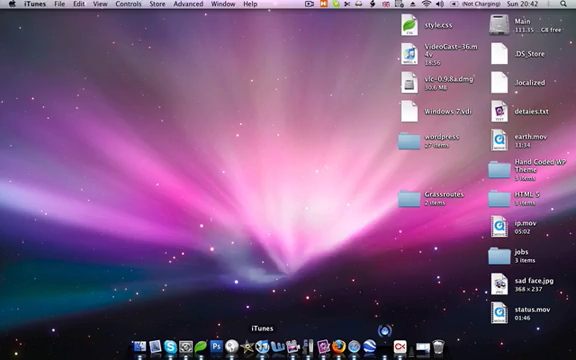 iTunes File Edit View Controls Store Advanced Window Help
(Not Charging) Sun 20:42
style.css
Main
111.35 GB free
VideoCast-36.m
4v
18:56
.DS_Store
vlc-0.9.8a.dmg
30.6 MB
.localized
Windows 7.vdi
detaies.txt
wordpress
27 items
earth.mov
11:34
Hand Coded WP
Theme
3 items
Grassroutes
2 items
HTML 5
3 items
ip.mov
05:02
jobs
3 items
sad face.jpg
368 × 237
status.mov
01:46
iTunes